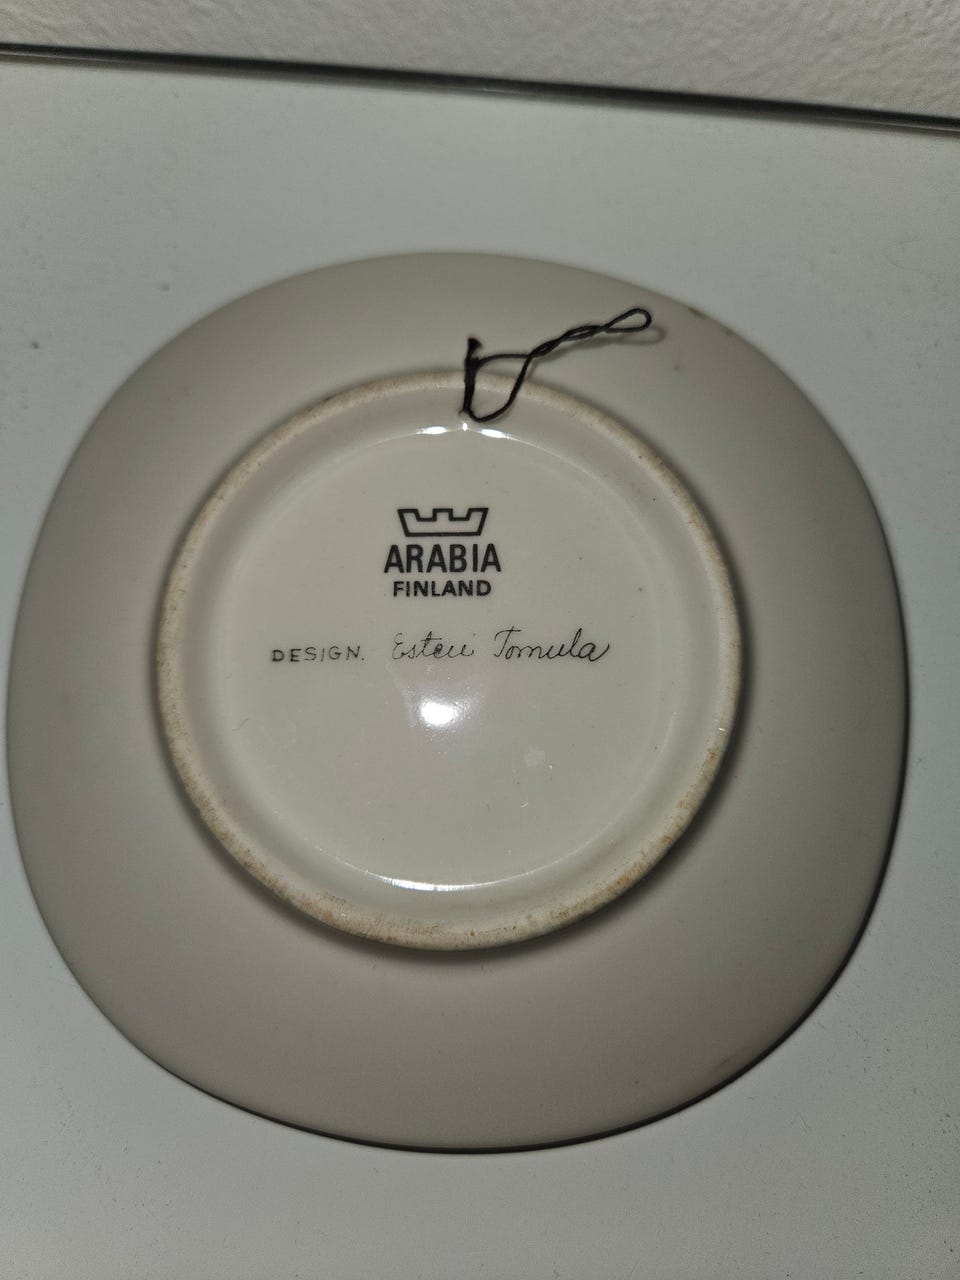 ARABIA
FINLAND
DESIGN. Esteri Tomula